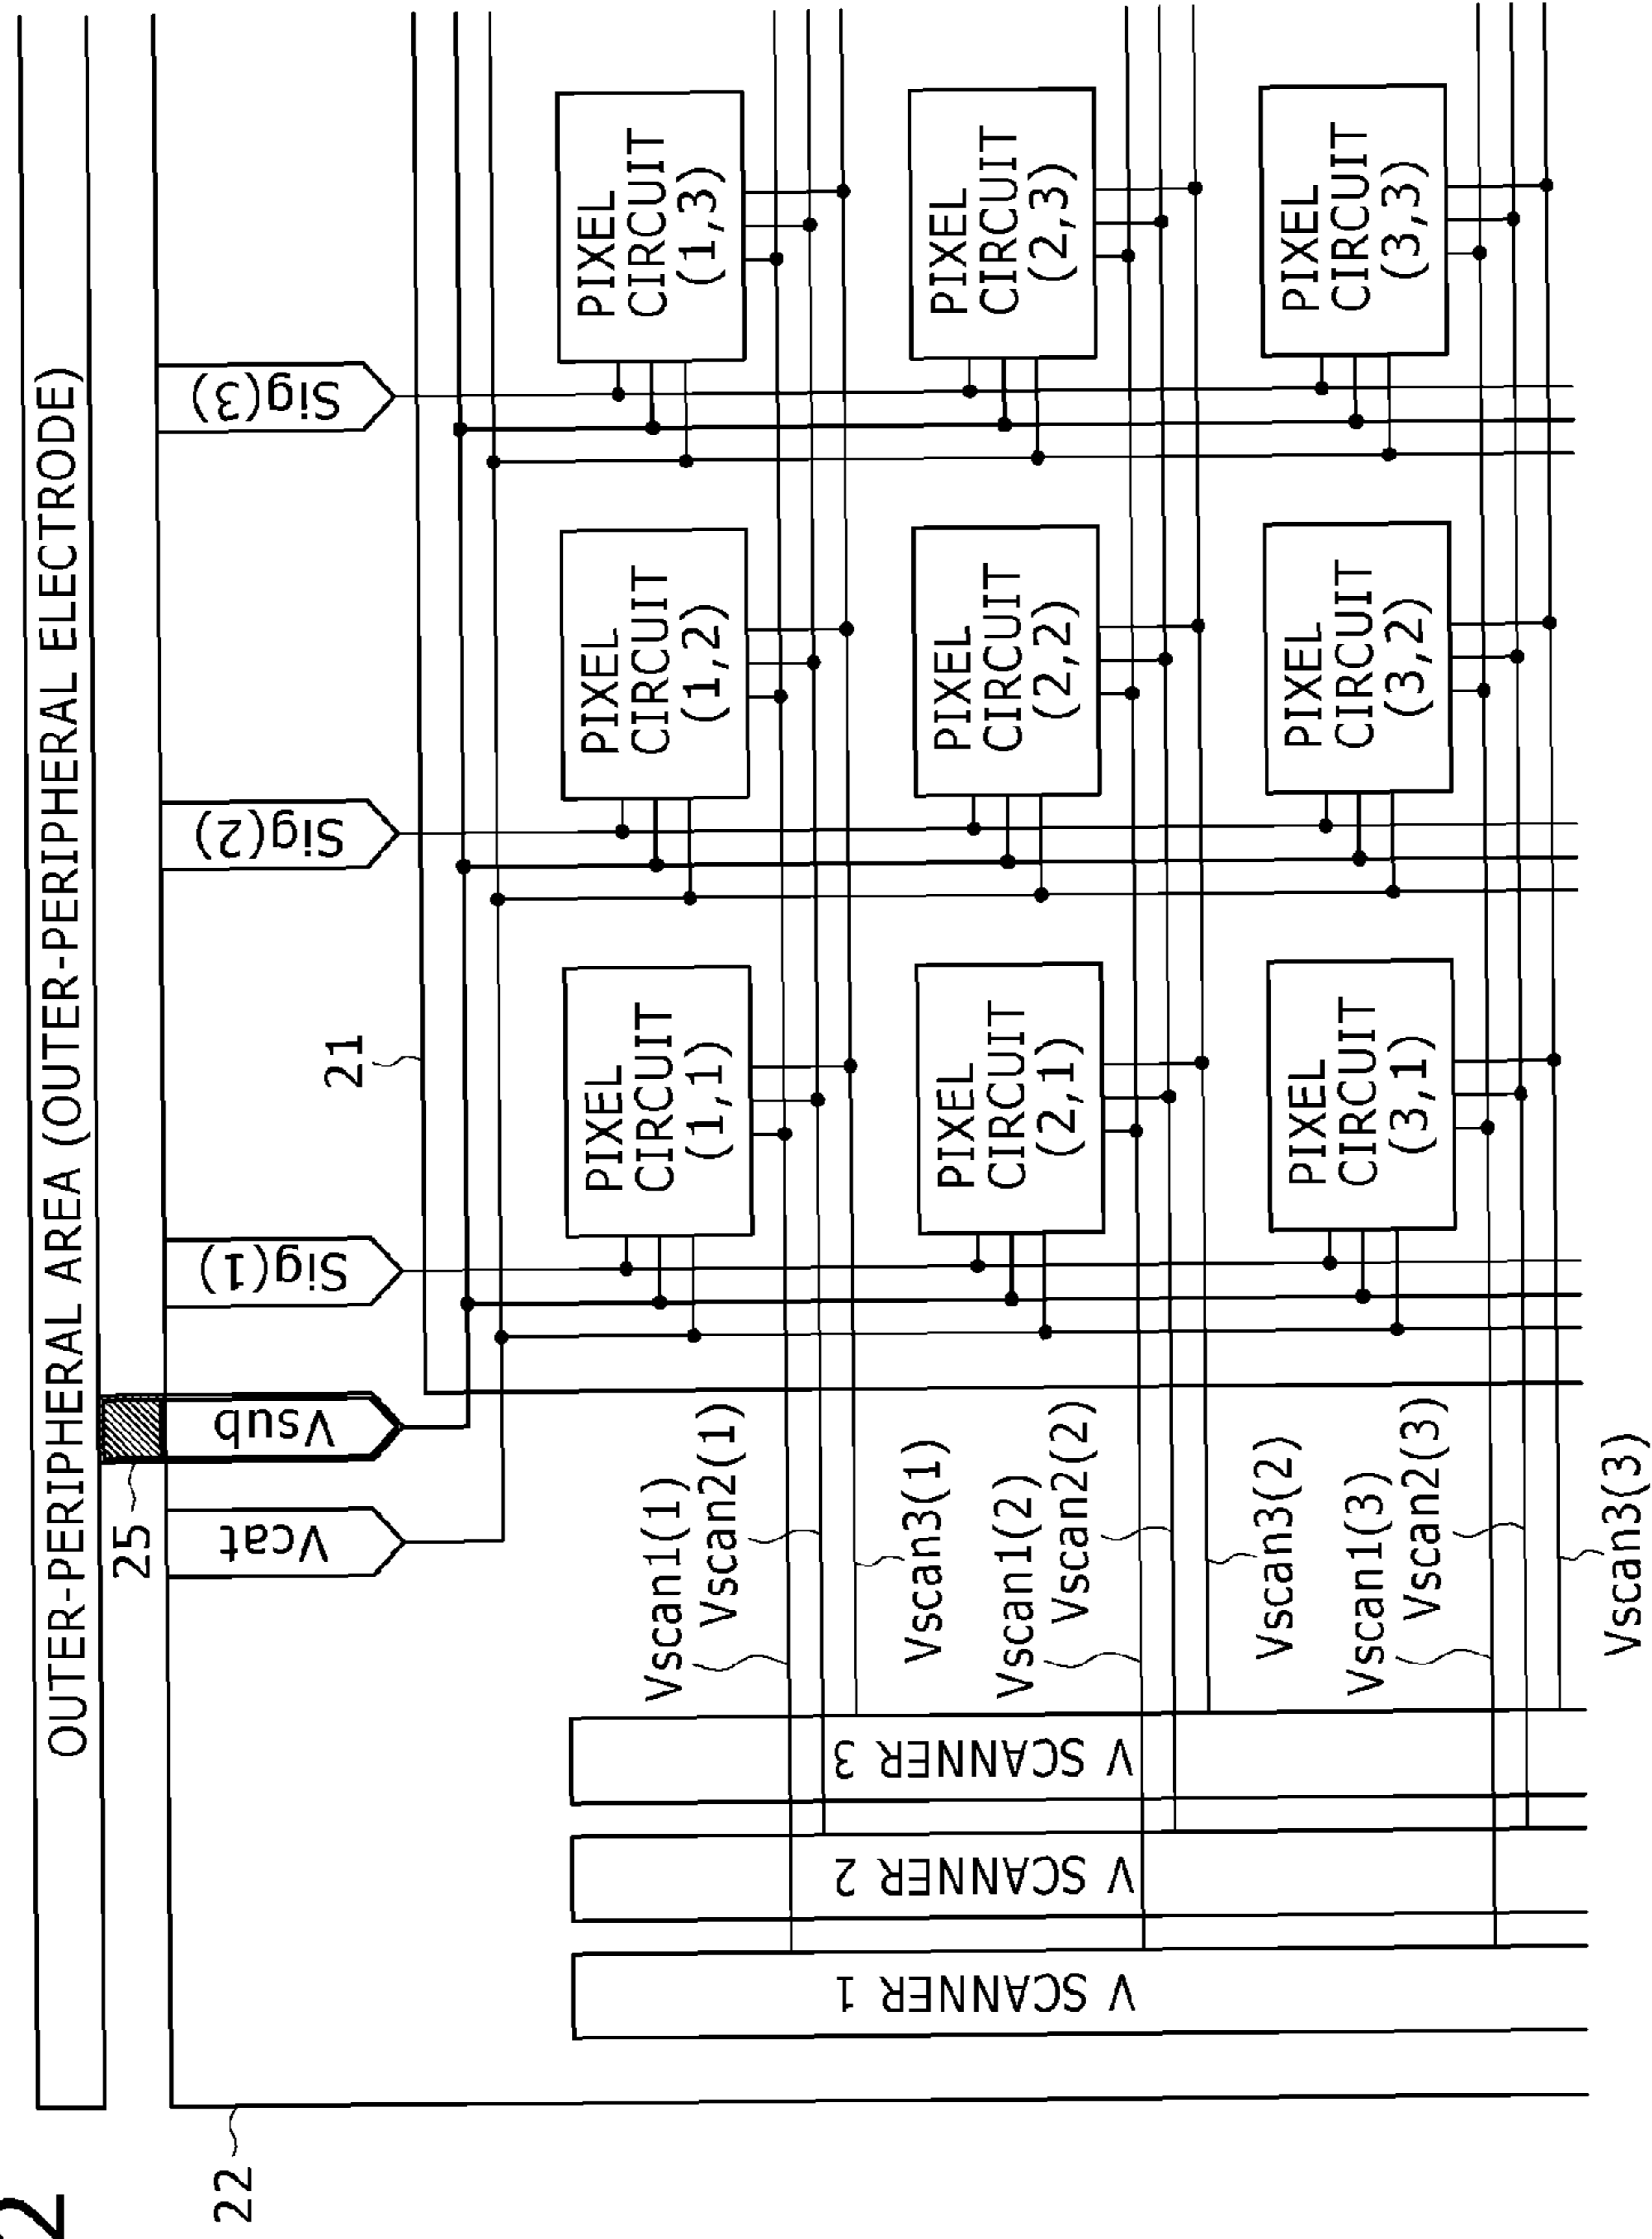 2
OUTER-PERIPHERAL AREA (OUTER-PERIPHERAL ELECTRODE)
22
25
Vcat
Vsub
Sig(1)
Sig(2)
Sig(3)
21
PIXEL
CIRCUIT
(1,1)
PIXEL
CIRCUIT
(1,2)
PIXEL
CIRCUIT
(1,3)
Vscan1(1)
Vscan2(1)
Vscan3(1)
PIXEL
CIRCUIT
(2,1)
PIXEL
CIRCUIT
(2,2)
PIXEL
CIRCUIT
(2,3)
Vscan1(2)
Vscan2(2)
Vscan3(2)
PIXEL
CIRCUIT
(3,1)
PIXEL
CIRCUIT
(3,2)
PIXEL
CIRCUIT
(3,3)
Vscan1(3)
Vscan2(3)
Vscan3(3)
V SCANNER 1
V SCANNER 2
V SCANNER 3